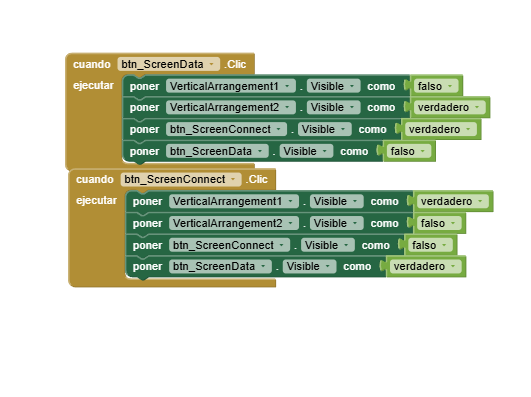 cuando btn_ScreenData .Clic
ejecutar poner VerticalArrangement1 . Visible como falso
poner VerticalArrangement2 . Visible como verdadero
poner btn_ScreenConnect . Visible como verdadero
poner btn_ScreenData . Visible como falso
cuando btn_ScreenConnect .Clic
ejecutar poner VerticalArrangement1 . Visible como verdadero
poner VerticalArrangement2 . Visible como falso
poner btn_ScreenConnect . Visible como falso
poner btn_ScreenData . Visible como verdadero